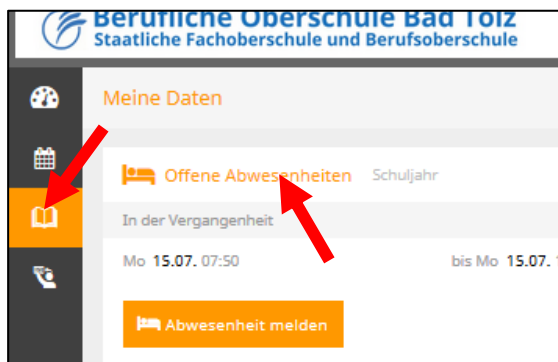 Berufliche Oberschule Bad Tölz
Staatliche Fachoberschule und Berufsoberschule
Meine Daten
Offene Abwesenheiten Schuljahr
In der Vergangenheit
Mo 15.07. 07:50 bis Mo 15.07.
Abwesenheit melden